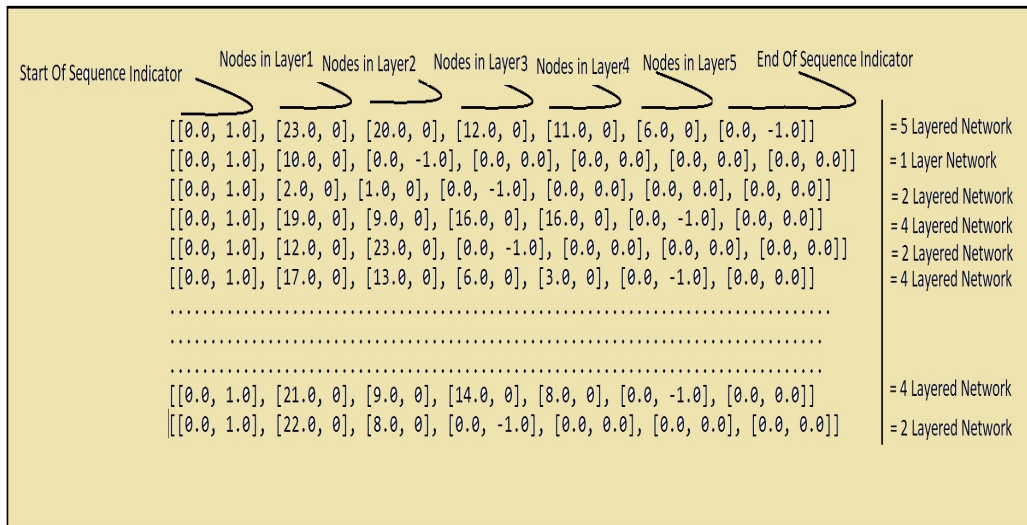 Start Of Sequence Indicator Nodes in Layer1 Nodes in Layer2 Nodes in Layer3 Nodes in Layer4 Nodes in Layer5 End Of Sequence Indicator
[[0.0, 1.0], [23.0, 0], [20.0, 0], [12.0, 0], [11.0, 0], [6.0, 0], [0.0, -1.0]] = 5 Layered Network
[[0.0, 1.0], [10.0, 0], [0.0, -1.0], [0.0, 0.0], [0.0, 0.0], [0.0, 0.0], [0.0, 0.0]] = 1 Layer Network
[[0.0, 1.0], [2.0, 0], [1.0, 0], [0.0, -1.0], [0.0, 0.0], [0.0, 0.0], [0.0, 0.0]] = 2 Layered Network
[[0.0, 1.0], [19.0, 0], [9.0, 0], [16.0, 0], [16.0, 0], [0.0, -1.0], [0.0, 0.0]] = 4 Layered Network
[[0.0, 1.0], [12.0, 0], [23.0, 0], [0.0, -1.0], [0.0, 0.0], [0.0, 0.0], [0.0, 0.0]] = 2 Layered Network
[[0.0, 1.0], [17.0, 0], [13.0, 0], [6.0, 0], [3.0, 0], [0.0, -1.0], [0.0, 0.0]] = 4 Layered Network
.................................................................................
................................................................................
................................................................................
[[0.0, 1.0], [21.0, 0], [9.0, 0], [14.0, 0], [8.0, 0], [0.0, -1.0], [0.0, 0.0]] = 4 Layered Network
[[0.0, 1.0], [22.0, 0], [8.0, 0], [0.0, -1.0], [0.0, 0.0], [0.0, 0.0], [0.0, 0.0]] = 2 Layered Network